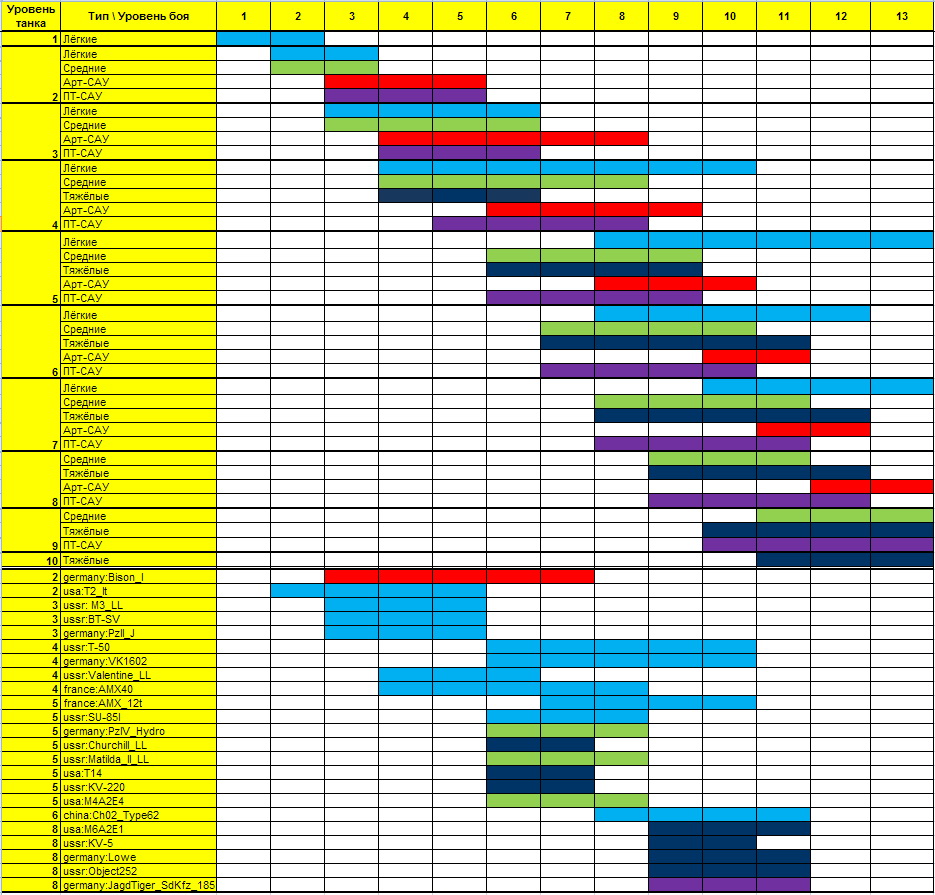 Уровень танка Тип \ Уровень боя 1 2 3 4 5 6 7 8 9 10 11 12 13
1 Лёгкие
Лёгкие
Средние
Арт-САУ
2 ПТ-САУ
Лёгкие
Средние
Арт-САУ
3 ПТ-САУ
Лёгкие
Средние
Тяжёлые
Арт-САУ
4 ПТ-САУ
Лёгкие
Средние
Тяжёлые
Арт-САУ
5 ПТ-САУ
Лёгкие
Средние
Тяжёлые
Арт-САУ
6 ПТ-САУ
Лёгкие
Средние
Тяжёлые
Арт-САУ
7 ПТ-САУ
Средние
Тяжёлые
Арт-САУ
8 ПТ-САУ
Средние
Тяжёлые
9 ПТ-САУ
10 Тяжёлые
2 germany:Bison_I
2 usa:T2_lt
3 ussr: M3_LL
3 ussr:BT-SV
3 germany:PzII_J
4 ussr:T-50
4 germany:VK1602
4 ussr:Valentine_LL
4 france:AMX40
5 france:AMX_12t
5 ussr:SU-85I
5 germany:PzIV_Hydro
5 ussr:Churchill_LL
5 ussr:Matilda_II_LL
5 usa:T14
5 ussr:KV-220
5 usa:M4A2E4
6 china:Ch02_Type62
8 usa:M6A2E1
8 ussr:KV-5
8 germany:Lowe
8 ussr:Object252
8 germany:JagdTiger_SdKfz_185